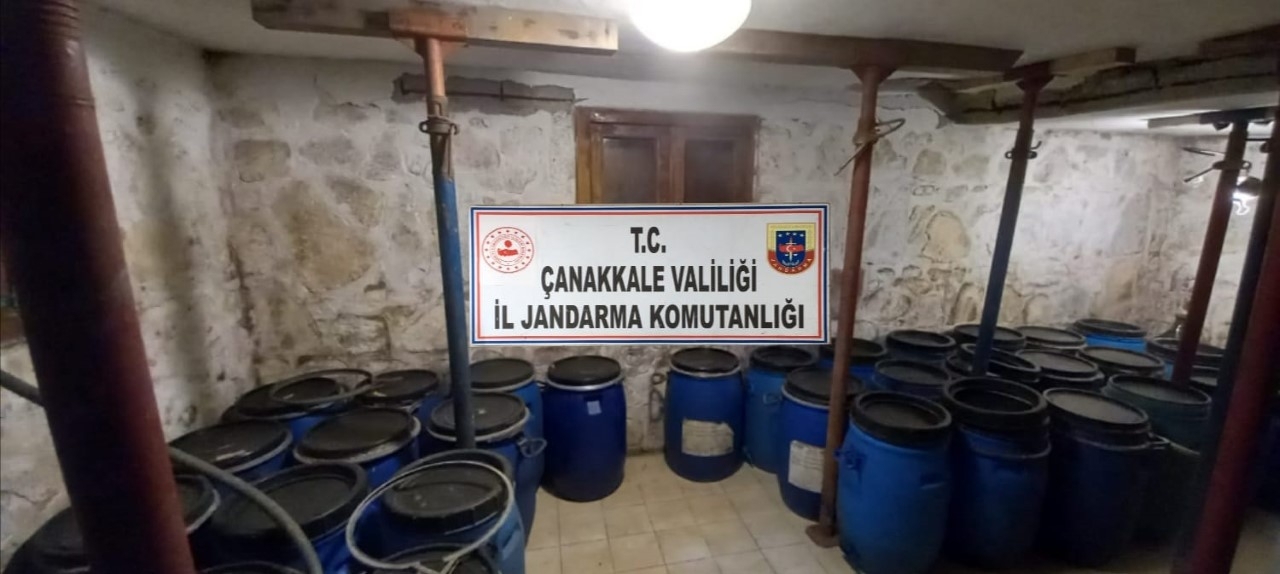 T.C.
ÇANAKKALE VALİLİĞİ
İL JANDARMA KOMUTANLIĞI